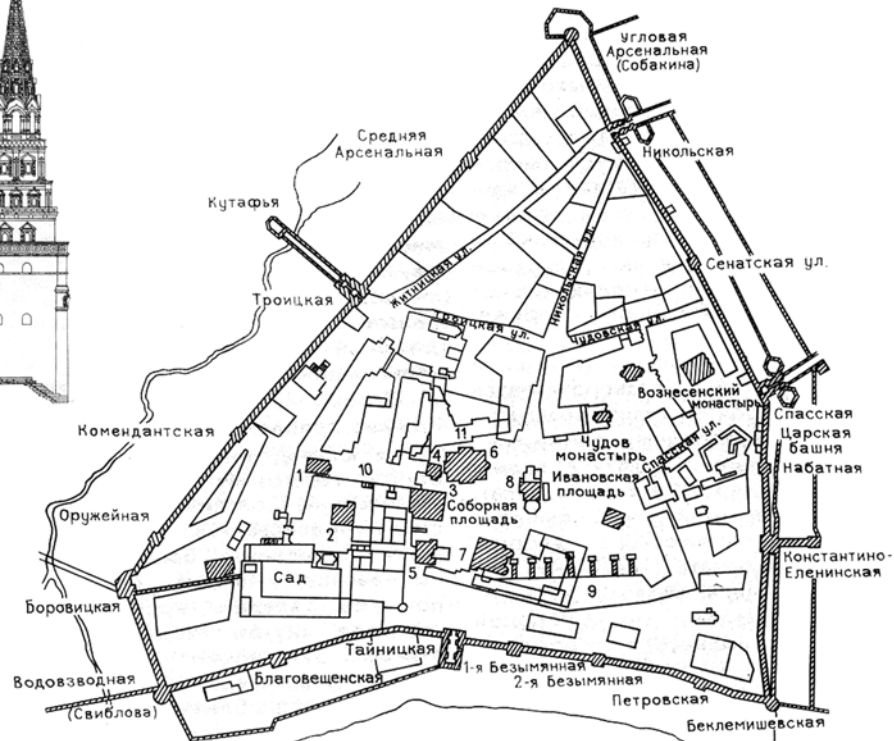 Угловая
Арсенальная
(Собакина)
Средняя
Арсенальная
Никольская
Кутафья
Сенатская ул.
Троицкая
Житницкая ул.
Никольская ул.
Троицкая ул.
Чудовская ул.
Вознесенский
монастырь
Спасская
Царская
башня
Набатная
Комендантская
Чудов
монастырь
Спасская ул.
11
4
6
1
10
8
Ивановская
площадь
3
Соборная
площадь
Оружейная
2
Константино-
Еленинская
5
7
9
Сад
Боровицкая
Тайницкая
1-я Безымянная
2-я Безымянная
Благовещенская
Водовзводная
(Свиблова)
Петровская
Беклемишевская